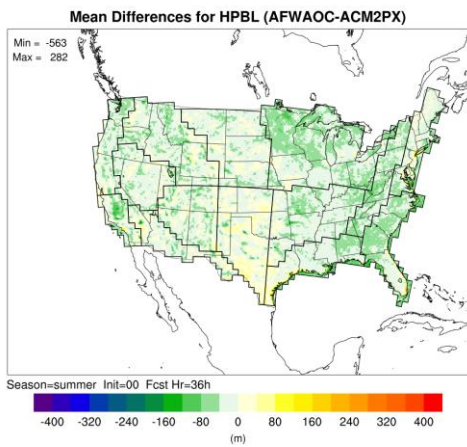 Mean Differences for HPBL (AFWAOC-ACM2PX)
Min = -563
Max = 282
Season=summer Init=00 Fcst Hr=36h
-400 -320 -240 -160 -80 0 80 160 240 320 400
(m)